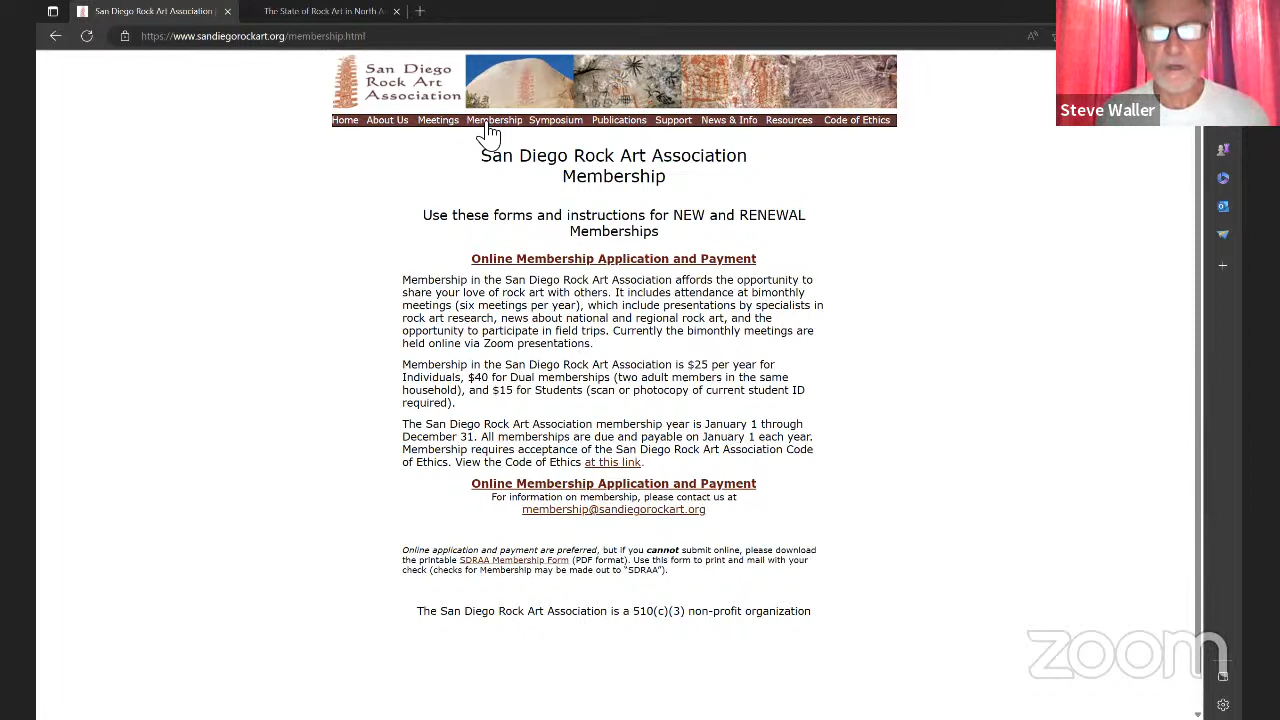 San Diego Rock Art Association
The State of Rock Art in North A
https://www.sandiegorockart.org/membership.html
San Diego
Rock Art
Association
Home About Us Meetings Membership Symposium Publications Support News & Info Resources Code of Ethics
Steve Waller
San Diego Rock Art Association
Membership
Use these forms and instructions for NEW and RENEWAL
Memberships
Online Membership Application and Payment
Membership in the San Diego Rock Art Association affords the opportunity to
share your love of rock art with others. It includes attendance at bimonthly
meetings (six meetings per year), which include presentations by specialists in
rock art research, news about national and regional rock art, and the
opportunity to participate in field trips. Currently the bimonthly meetings are
held online via Zoom presentations.
Membership in the San Diego Rock Art Association is $25 per year for
Individuals, $40 for Dual memberships (two adult members in the same
household), and $15 for Students (scan or photocopy of current student ID
required).
The San Diego Rock Art Association membership year is January 1 through
December 31. All memberships are due and payable on January 1 each year.
Membership requires acceptance of the San Diego Rock Art Association Code
of Ethics. View the Code of Ethics at this link.
Online Membership Application and Payment
For information on membership, please contact us at
membership@sandiegorockart.org
Online application and payment are preferred, but if you cannot submit online, please download
the printable SDRAA Membership Form (PDF format). Use this form to print and mail with your
check (checks for Membership may be made out to “SDRAA”).
The San Diego Rock Art Association is a 510(c)(3) non-profit organization
zoom